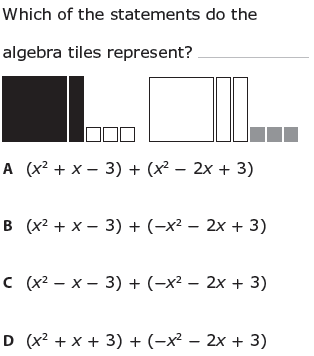 Which of the statements do the
algebra tiles represent?
A (x² + x − 3) + (x² − 2x + 3)
B (x² + x − 3) + (−x² − 2x + 3)
C (x² − x − 3) + (−x² − 2x + 3)
D (x² + x + 3) + (−x² − 2x + 3)